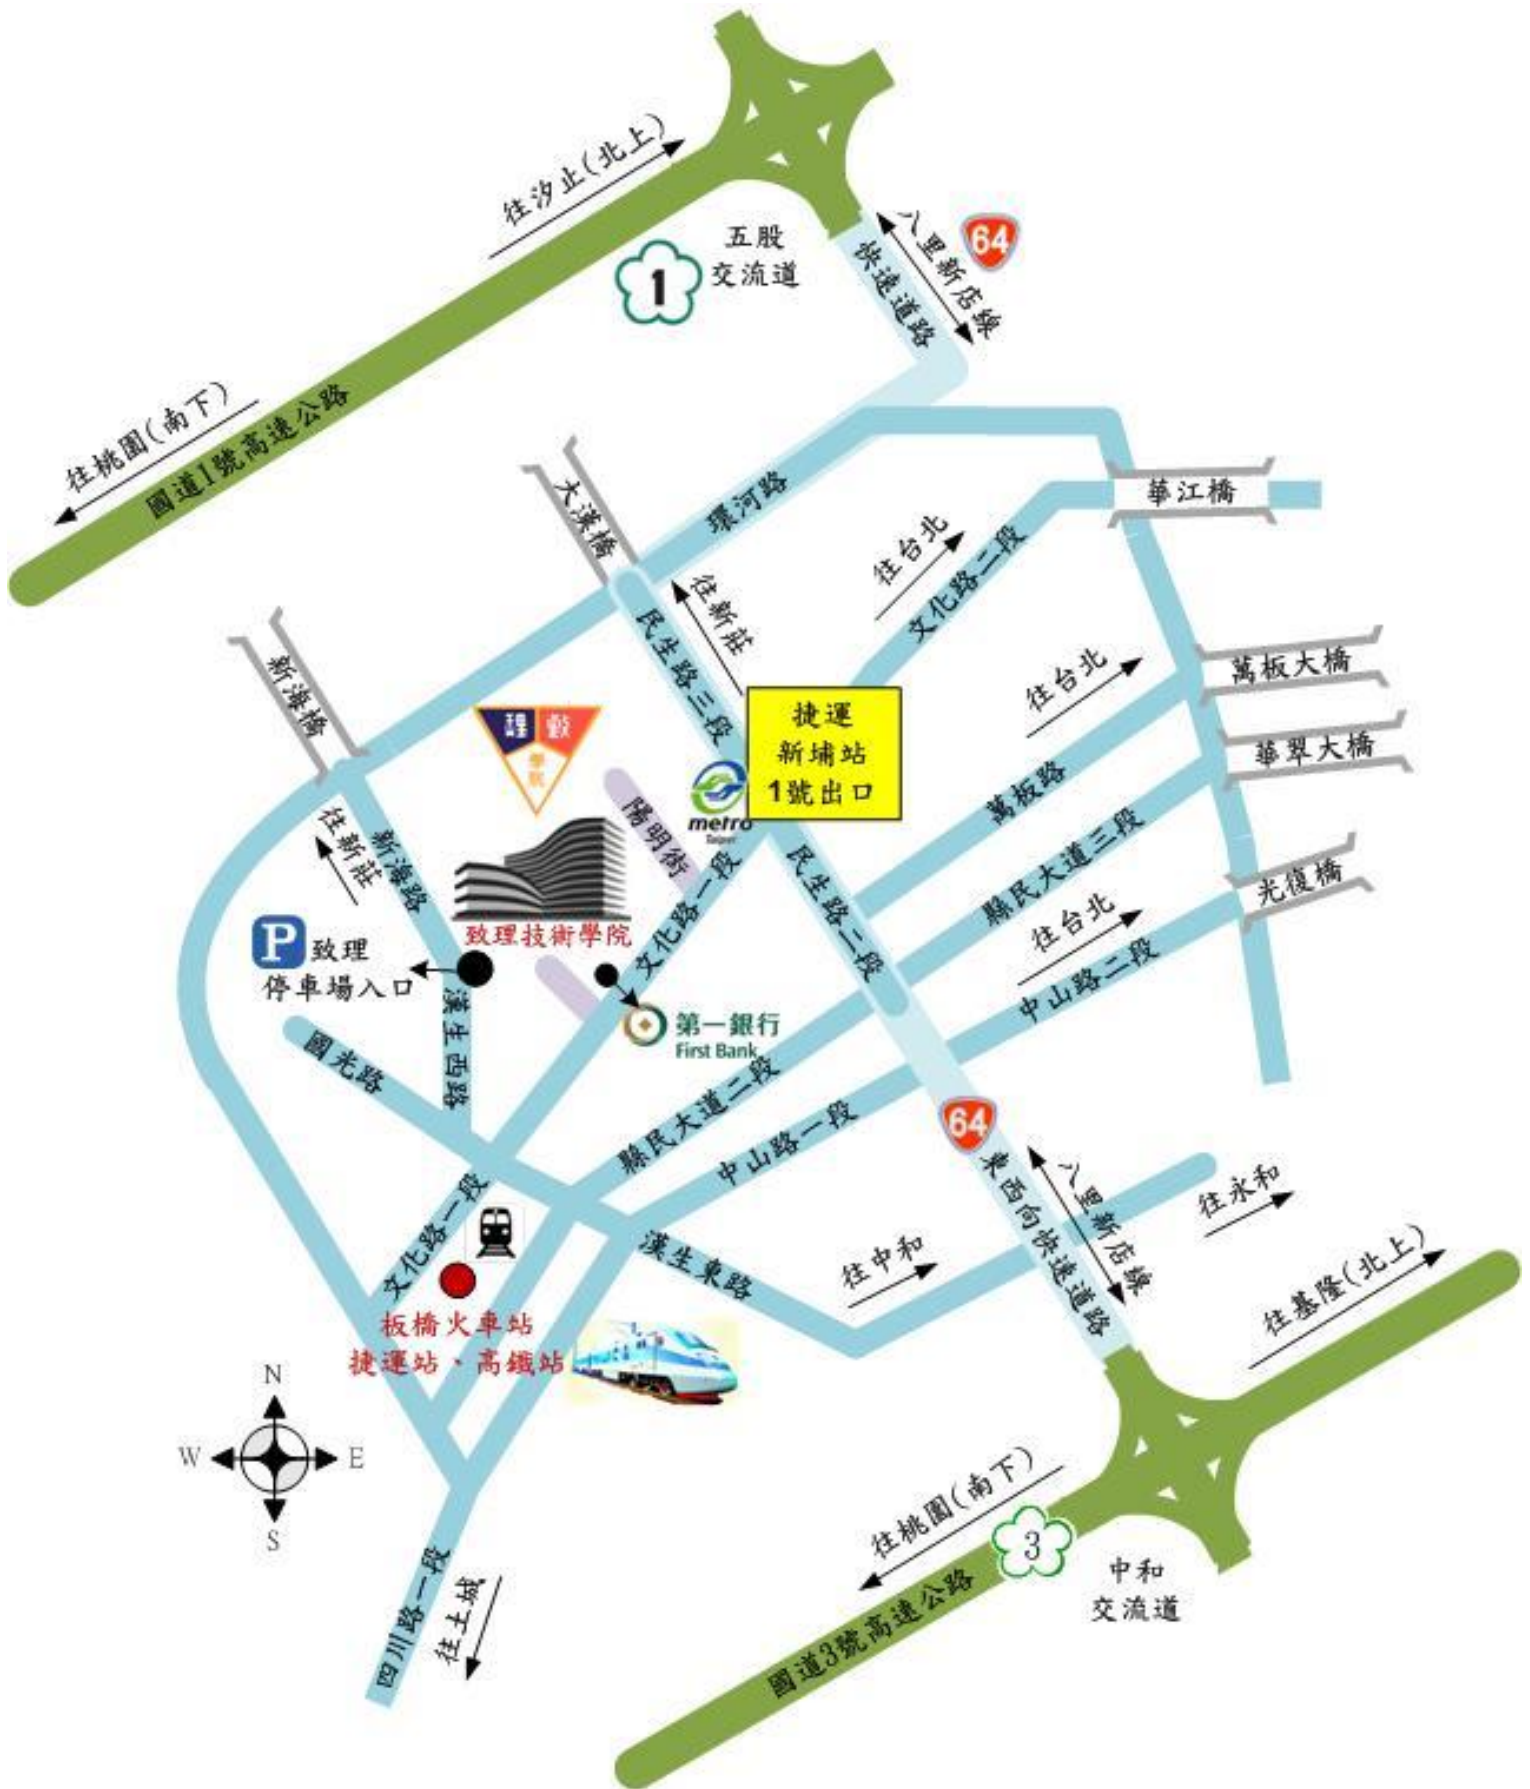 往汐止(北上)
八里新店線
64
五股
交流道
1
快速道路
往桃園(南下)
國道1號高速公路
大漢橋
環河路
華江橋
往台北
文化路二段
往新莊
民生路三段
新海橋
萬板大橋
往台北
理 致
學
院
捷運
新埔站
1號出口
華翠大橋
metro
Taipei
陽明街
萬板路
往新莊
新海路
文化路一段
民生路二段
縣民大道三段
光復橋
致理技術學院
往台北
P 致理
停車場入口
中山路二段
漢生西路
第一銀行
First Bank
國光路
縣民大道二段
中山路一段
64
東西向快速道路
八里新店線
往永和
文化路一段
漢生東路
往中和
板橋火車站
捷運站、高鐵站
往基隆(北上)
N
W E
S
往桃園(南下)
3
中和
交流道
國道3號高速公路
四川路一段
往土城